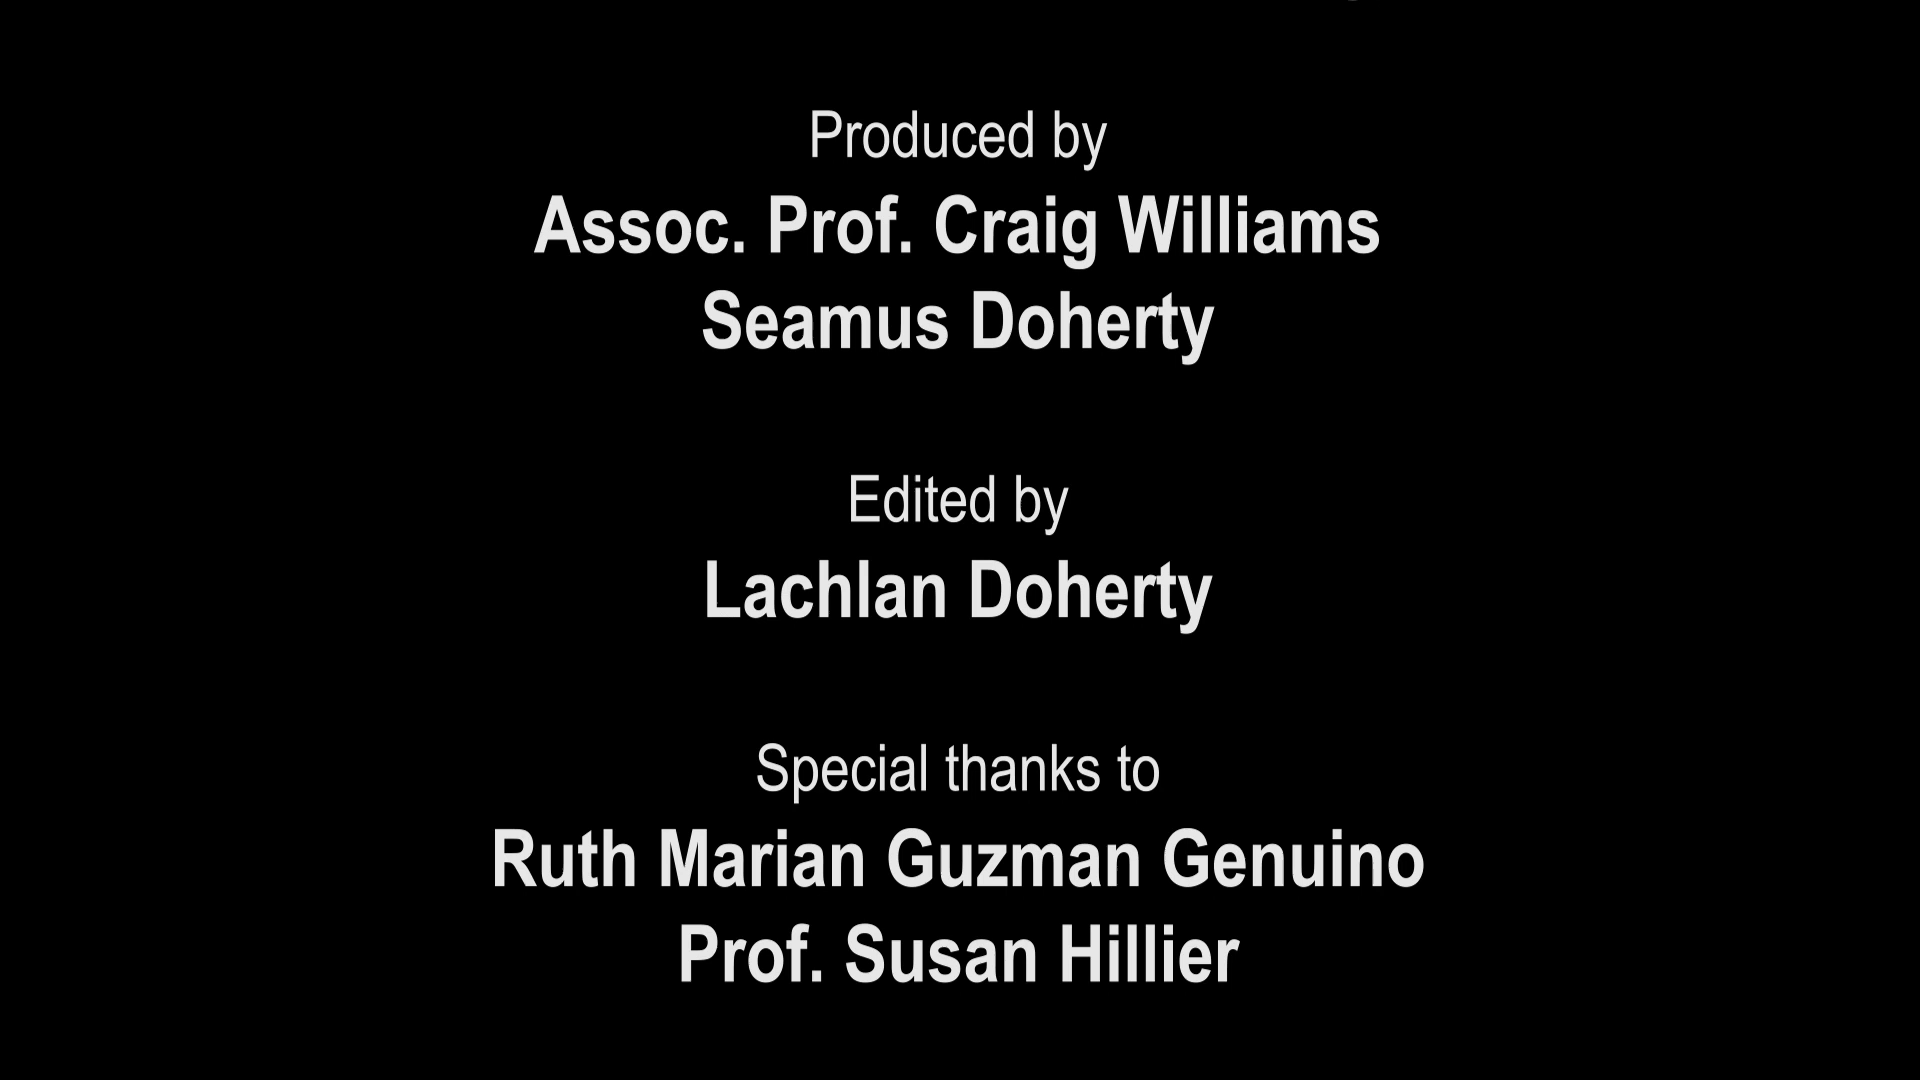 Produced by
Assoc. Prof. Craig Williams
Seamus Doherty
Edited by
Lachlan Doherty
Special thanks to
Ruth Marian Guzman Genuino
Prof. Susan Hillier